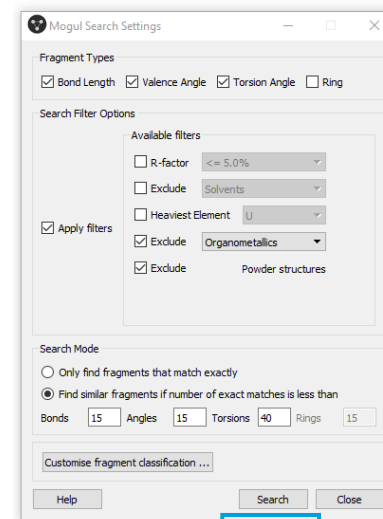 Mogul Search Settings
Fragment Types
Bond Length Valence Angle Torsion Angle Ring
Search Filter Options
Available filters
R-factor <= 5.0%
Exclude Solvents
Heaviest Element U
Apply filters
Exclude Organometallics
Exclude Powder structures
Search Mode
Only find fragments that match exactly
Find similar fragments if number of exact matches is less than
Bonds 15 Angles 15 Torsions 40 Rings 15
Customise fragment classification ...
Help Search Close